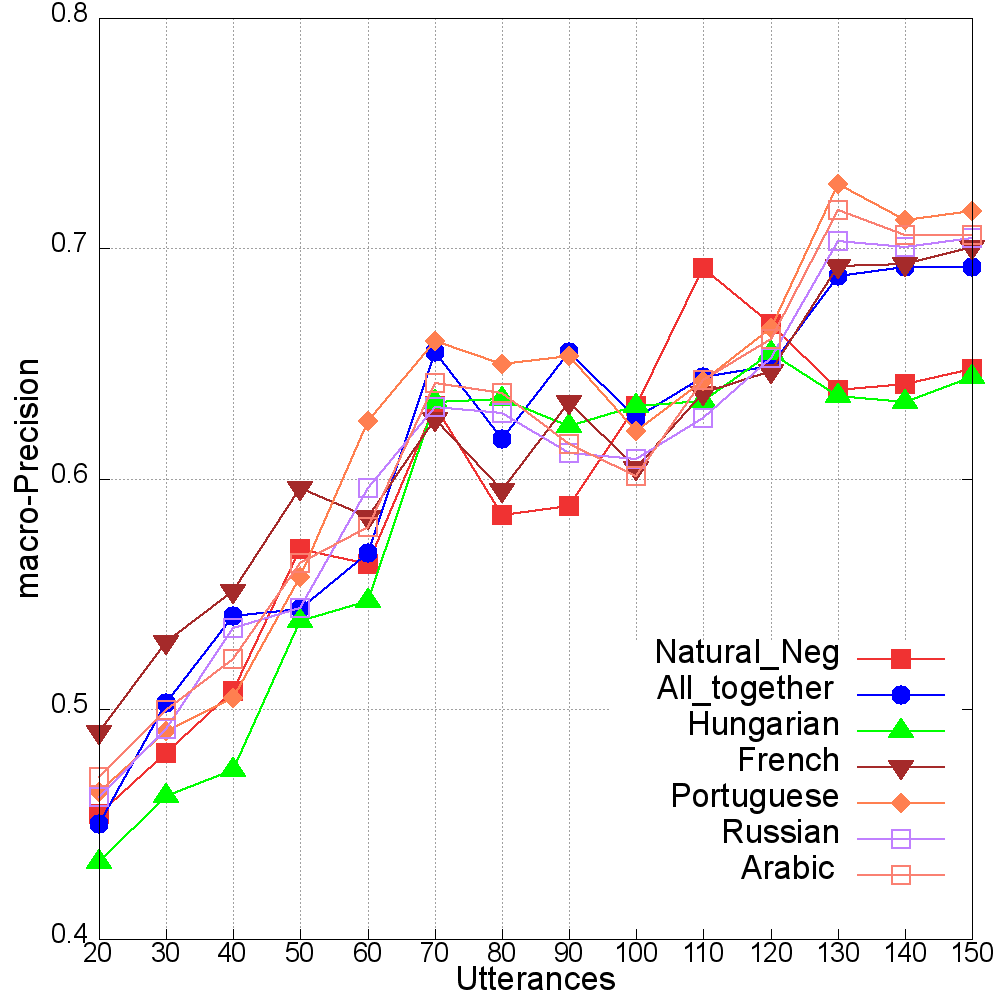 0.8
0.7
0.6
0.5
0.4
macro-Precision
Natural_Neg
All_together
Hungarian
French
Portuguese
Russian
Arabic
20 30 40 50 60 70 80 90 100 110 120 130 140 150
Utterances